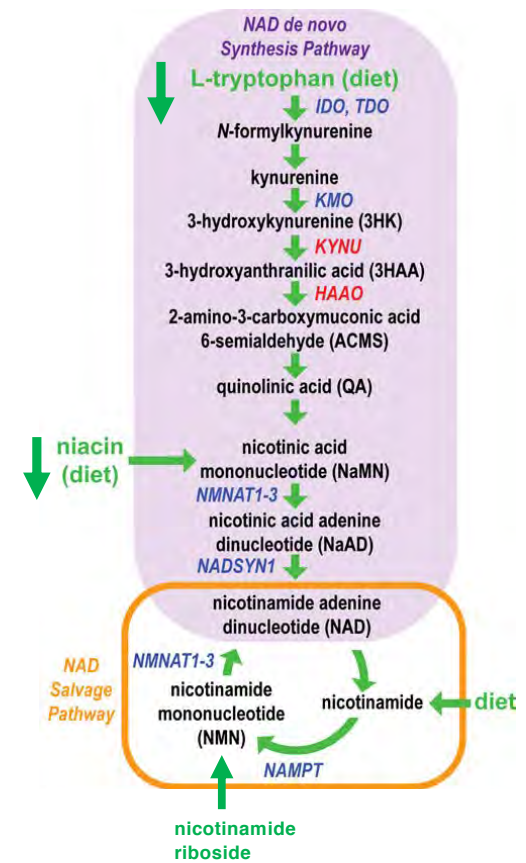 NAD de novo
Synthesis Pathway
L-tryptophan (diet)
IDO, TDO
N-formylkynurenine
kynurenine
KMO
3-hydroxykynurenine (3HK)
KYNU
3-hydroxyanthranilic acid (3HAA)
HAAO
2-amino-3-carboxymuconic acid
6-semialdehyde (ACMS)
quinolinic acid (QA)
niacin
(diet)
nicotinic acid
mononucleotide (NaMN)
NMNAT1-3
nicotinic acid adenine
dinucleotide (NaAD)
NADSYN1
nicotinamide adenine
dinucleotide (NAD)
NAD
Salvage
Pathway
NMNAT1-3
nicotinamide
mononucleotide
(NMN)
nicotinamide
diet
NAMPT
nicotinamide
riboside